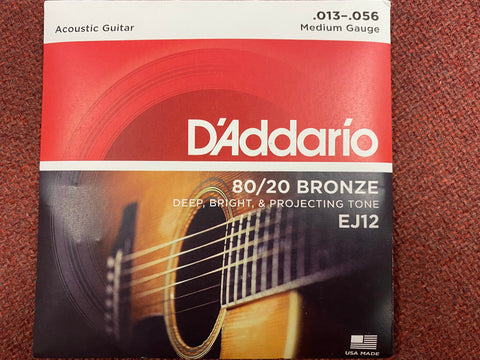 Acoustic Guitar
.013–.056
Medium Gauge
D'Addario
80/20 BRONZE
DEEP, BRIGHT, & PROJECTING TONE
EJ12
USA MADE